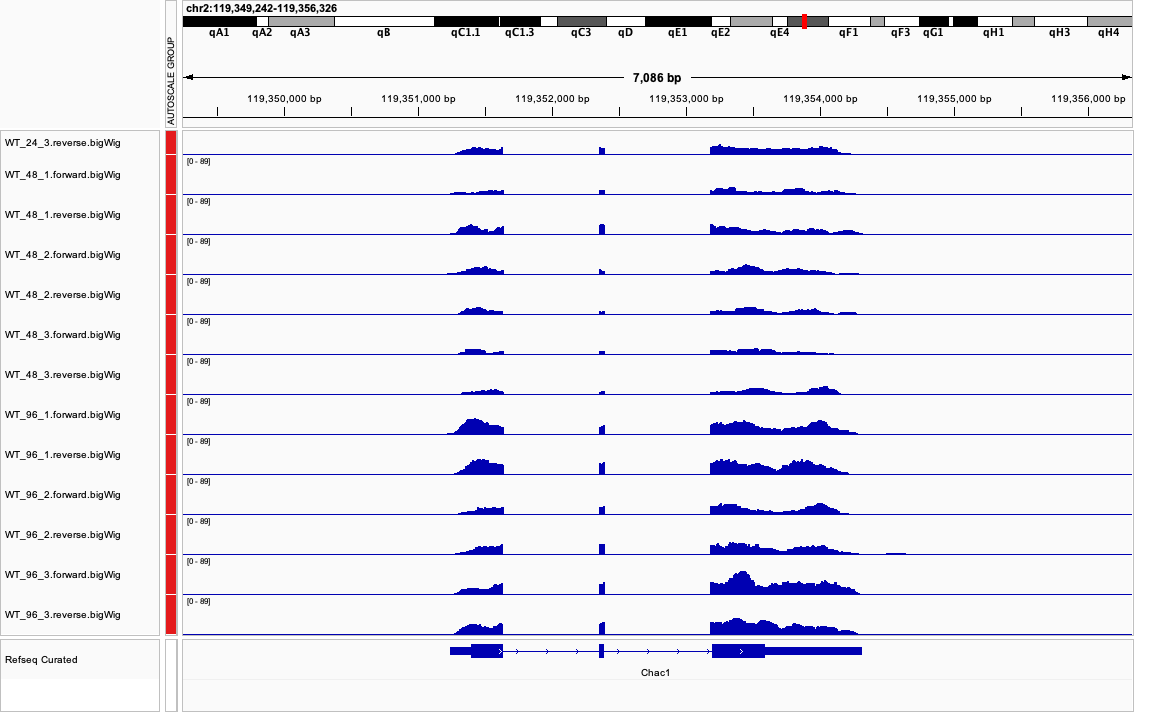 chr2:119,349,242-119,356,326
qA1 qA2 qA3 qB qC1.1 qC1.3 qC3 qD qE1 qE2 qE4 qF1 qF3 qG1 qH1 qH3 qH4
7,086 bp
119,350,000 bp 119,351,000 bp 119,352,000 bp 119,353,000 bp 119,354,000 bp 119,355,000 bp 119,356,000 bp
AUTOSCALE GROUP
WT_24_3.reverse.bigWig
[0 - 89]
WT_48_1.forward.bigWig
[0 - 89]
WT_48_1.reverse.bigWig
[0 - 89]
WT_48_2.forward.bigWig
[0 - 89]
WT_48_2.reverse.bigWig
[0 - 89]
WT_48_3.forward.bigWig
[0 - 89]
WT_48_3.reverse.bigWig
[0 - 89]
WT_96_1.forward.bigWig
[0 - 89]
WT_96_1.reverse.bigWig
[0 - 89]
WT_96_2.forward.bigWig
[0 - 89]
WT_96_2.reverse.bigWig
[0 - 89]
WT_96_3.forward.bigWig
[0 - 89]
WT_96_3.reverse.bigWig
Refseq Curated
Chac1